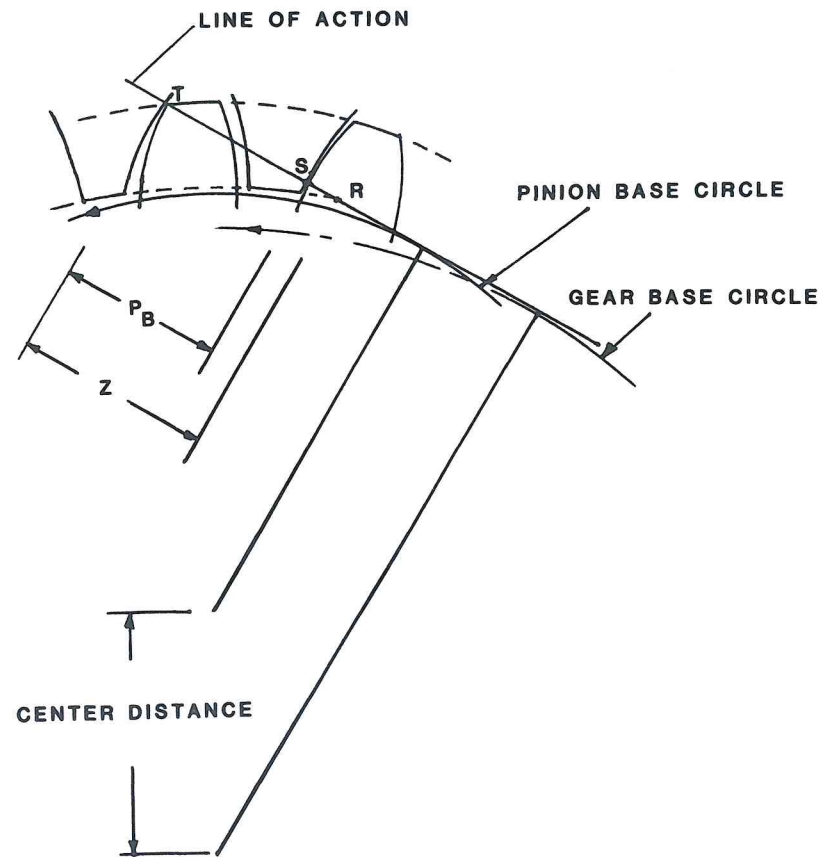 LINE OF ACTION
T
S
R
PINION BASE CIRCLE
GEAR BASE CIRCLE
P_B
Z
CENTER DISTANCE